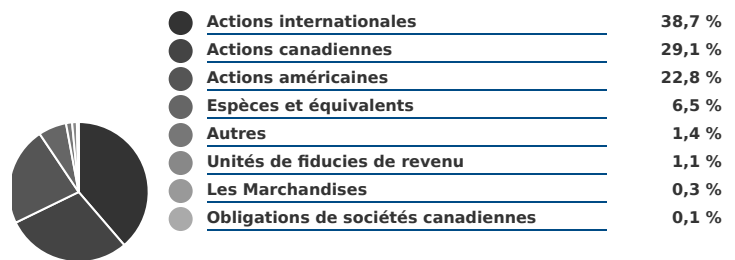 Actions internationales 38,7 %
Actions canadiennes 29,1 %
Actions américaines 22,8 %
Espèces et équivalents 6,5 %
Autres 1,4 %
Unités de fiducies de revenu 1,1 %
Les Marchandises 0,3 %
Obligations de sociétés canadiennes 0,1 %